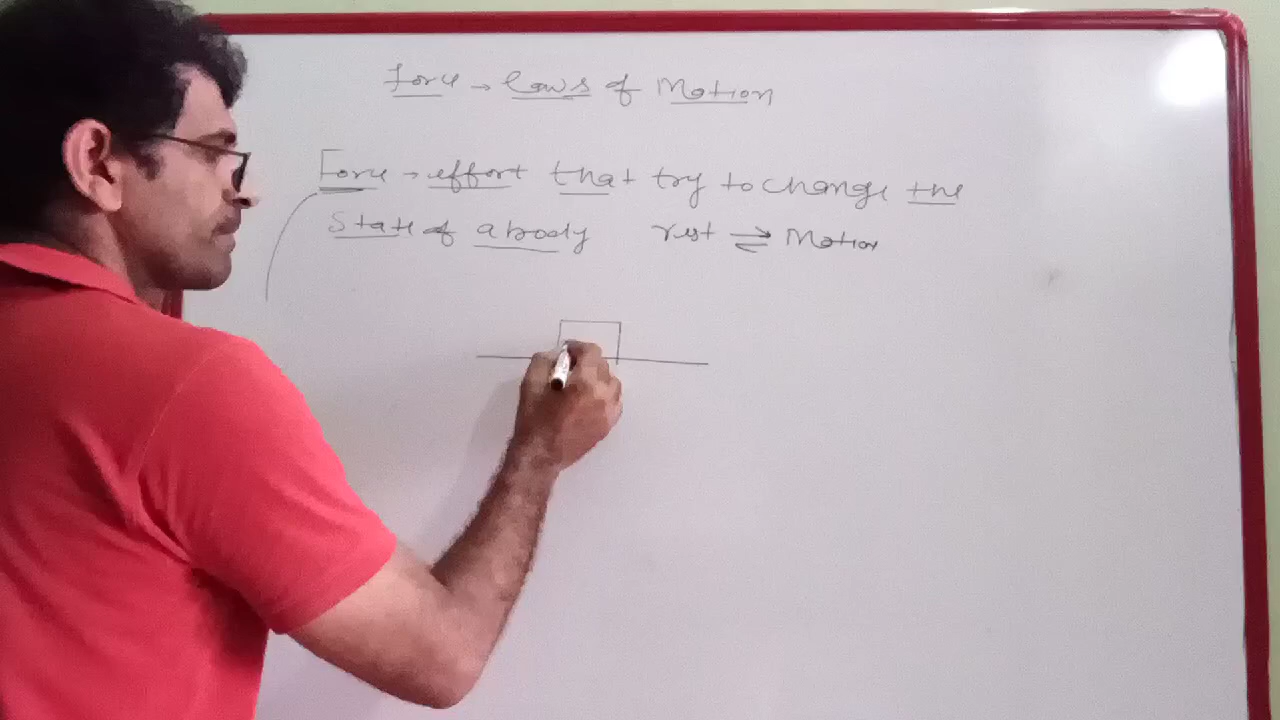 Force → laws of Motion
Force → effort that try to change the
State of a body rest ⇌ Motion